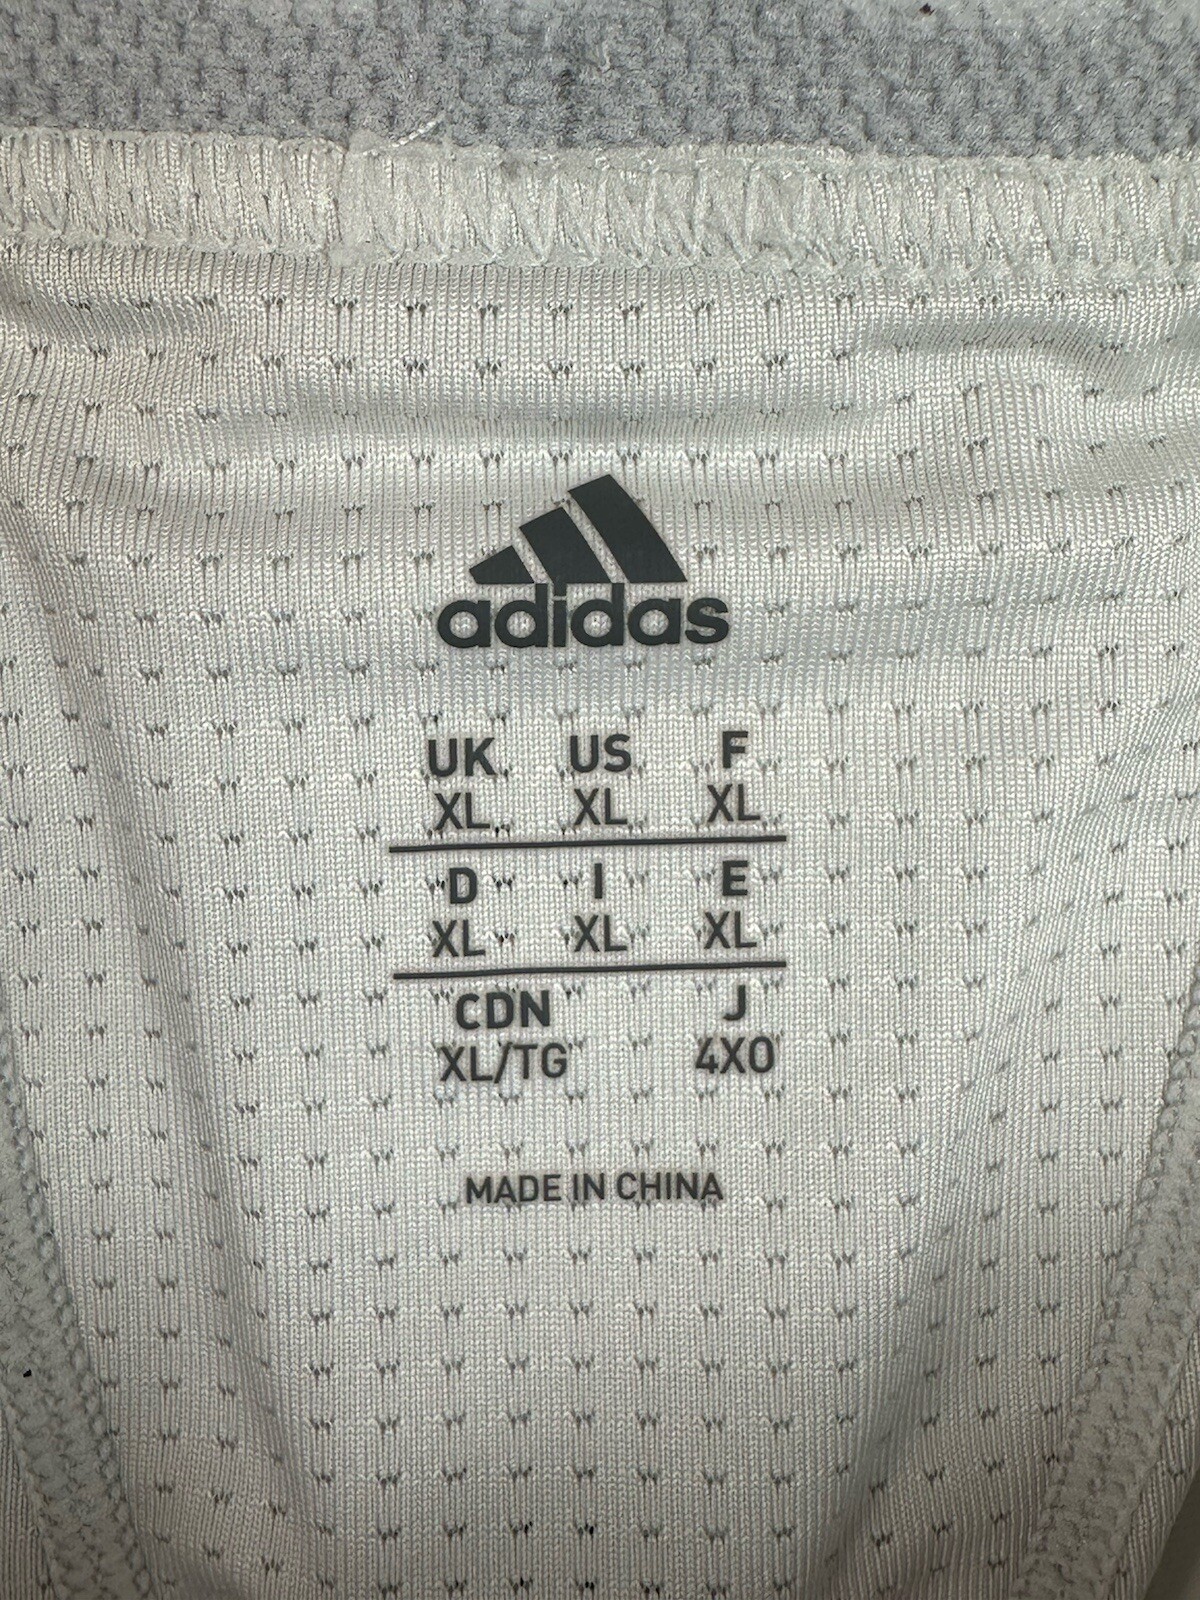 adidas
UK US F
XL XL XL
D I E
XL XL XL
CDN J
XL/TG 4XO
MADE IN CHINA